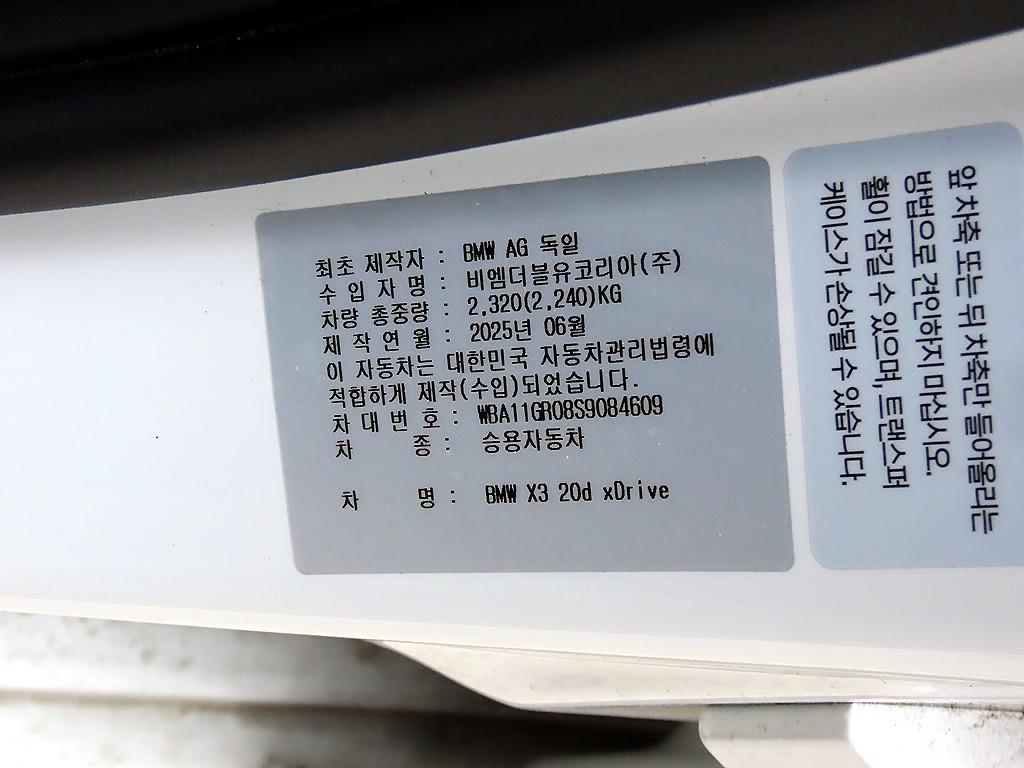 최초 제작자 : BMW AG 독일
수 입 자 명 : 비엠더블유코리아(주)
차량 총중량 : 2,320(2,240)KG
제 작 연 월 : 2025년 06월
이 자동차는 대한민국 자동차관리법령에
적합하게 제작(수입)되었습니다.
차 대 번 호 : WBA11GR08S9084609
차 종 : 승용자동차
차 명 : BMW X3 20d xDrive
앞 차축 또는 뒤 차축만 들어올리는
방법으로 견인하지 마십시오.
휠이 잠길 수 있으며, 트랜스퍼
케이스가 손상될 수 있습니다.